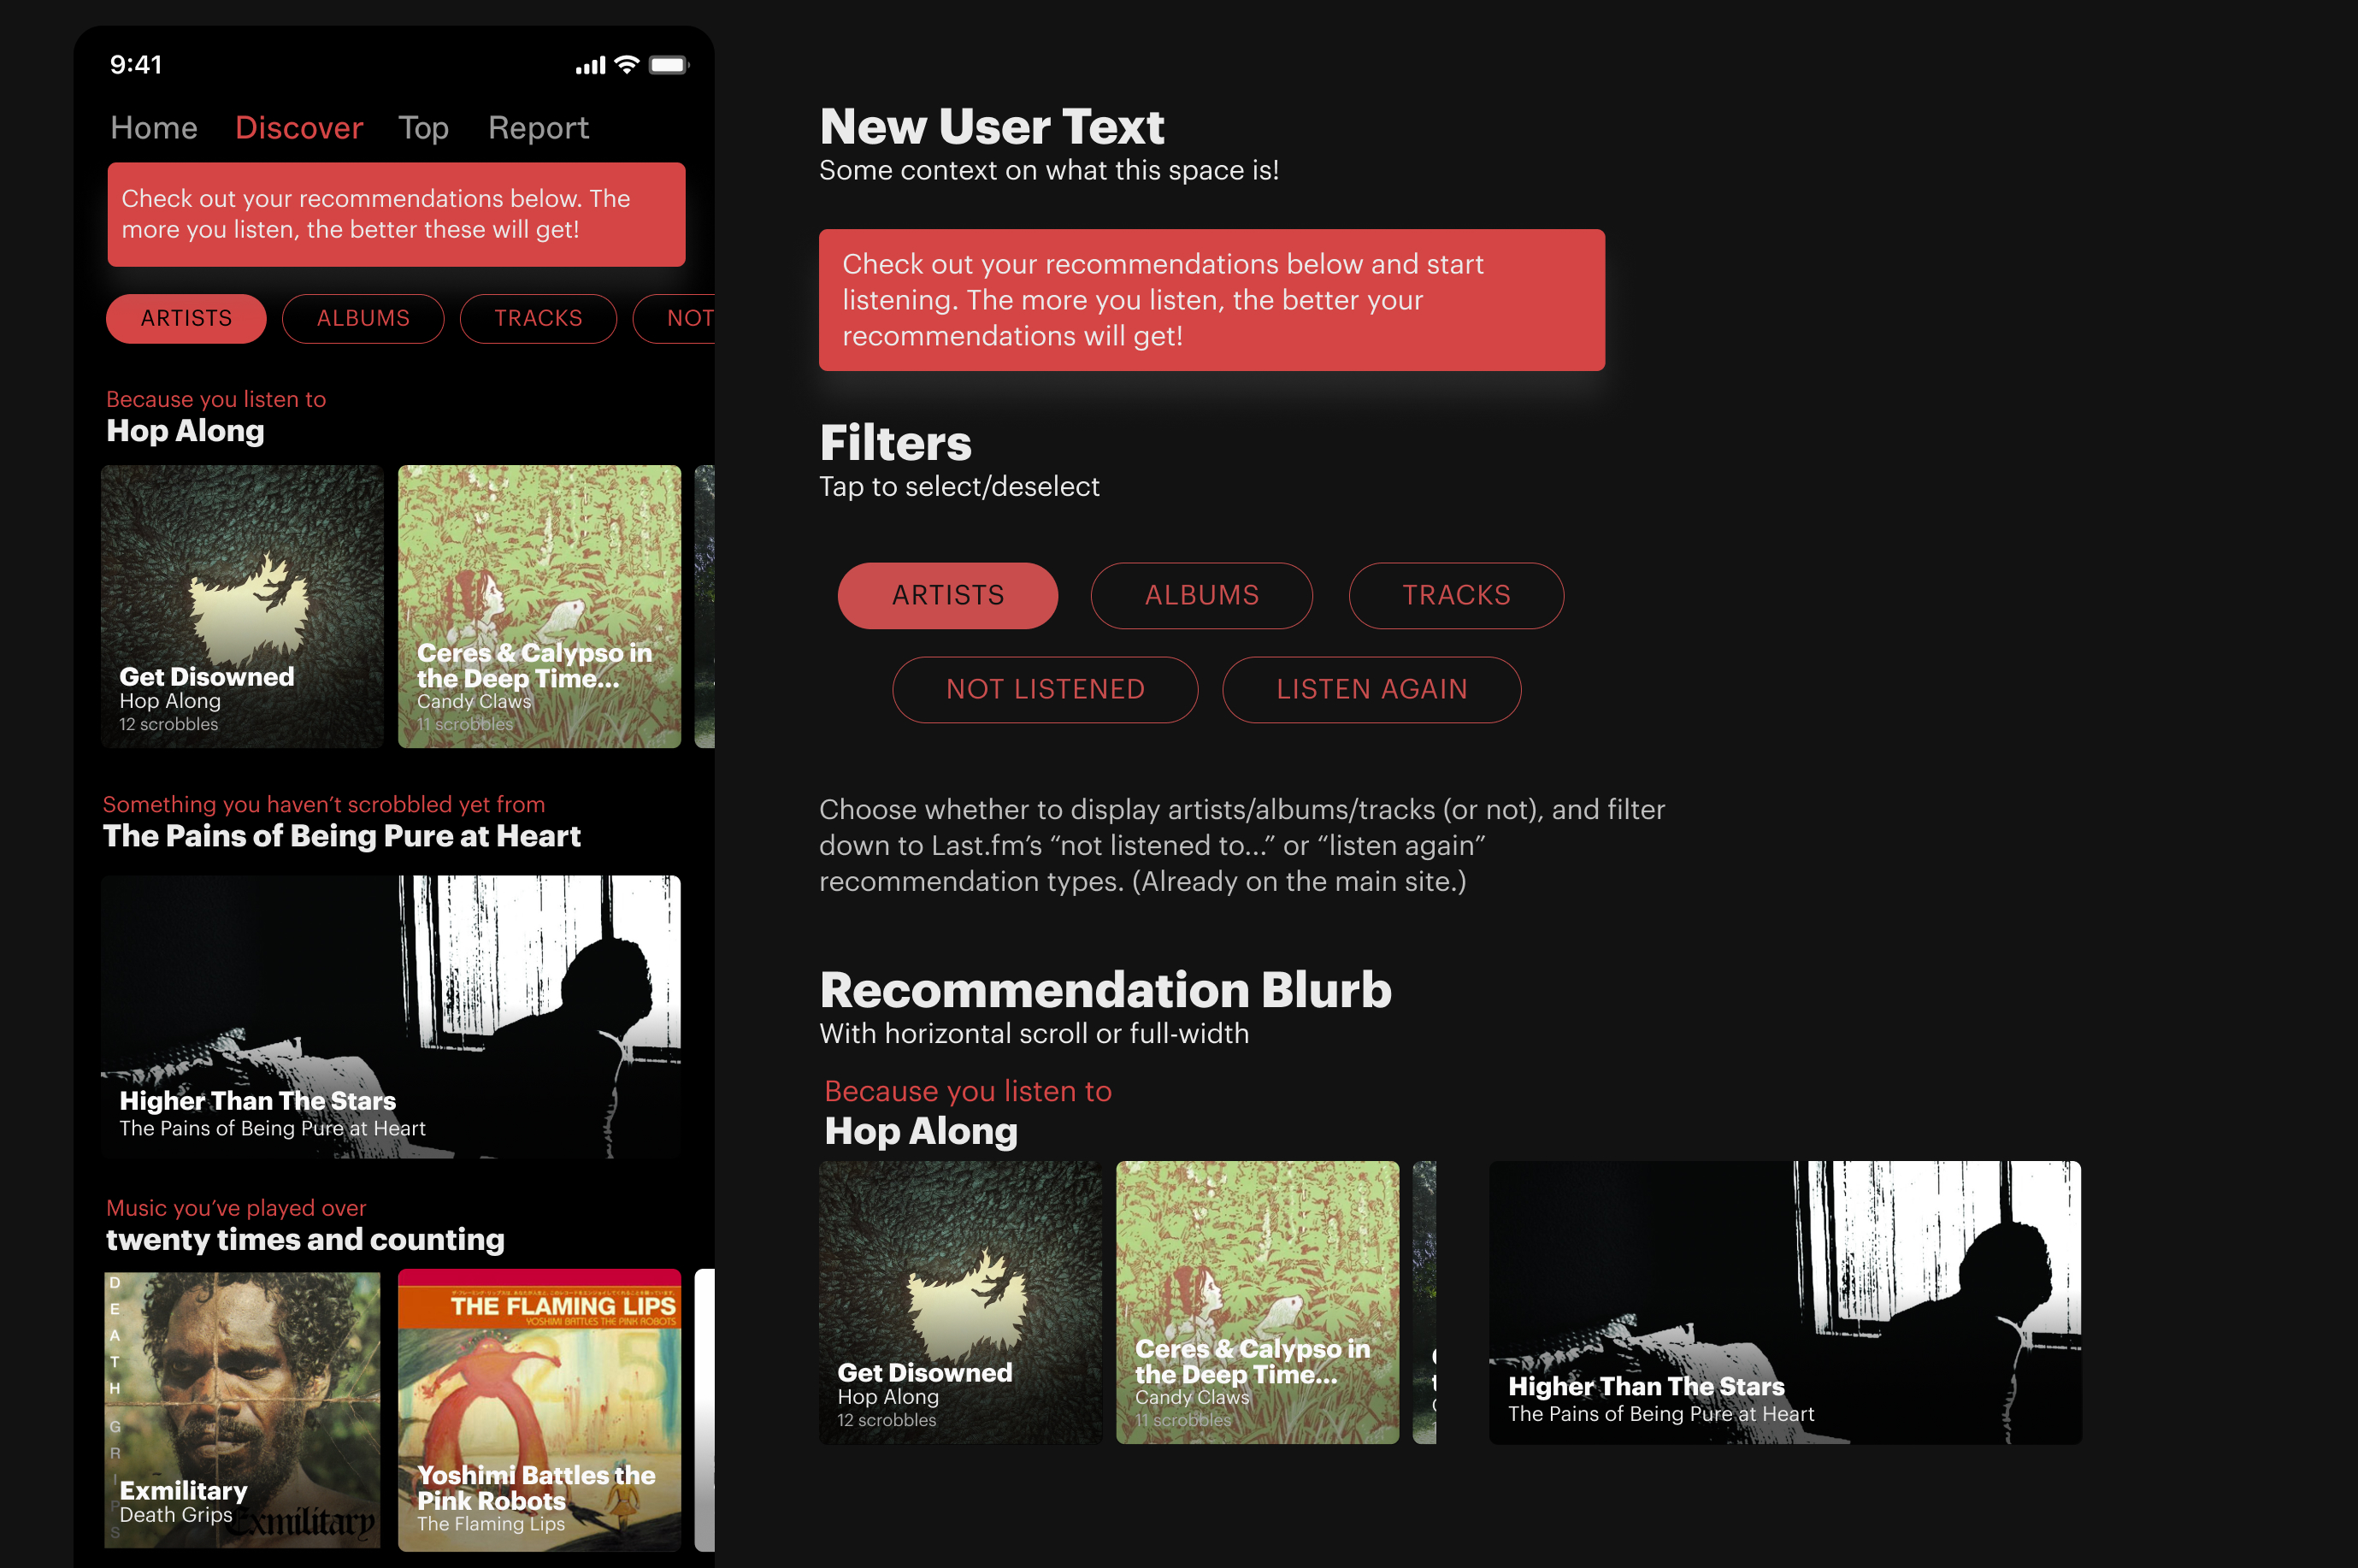 9:41
Home Discover Top Report
Check out your recommendations below. The
more you listen, the better these will get!
ARTISTS ALBUMS TRACKS NOT
Because you listen to
Hop Along
Get Disowned
Hop Along
12 scrobbles
Ceres & Calypso in
the Deep Time...
Candy Claws
11 scrobbles
Something you haven’t scrobbled yet from
The Pains of Being Pure at Heart
Higher Than The Stars
The Pains of Being Pure at Heart
Music you’ve played over
twenty times and counting
DEATH GRIPS
Exmilitary
Exmilitary
Death Grips
THE FLAMING LIPS
YOSHIMI BATTLES THE PINK ROBOTS
Yoshimi Battles the
Pink Robots
The Flaming Lips
New User Text
Some context on what this space is!
Check out your recommendations below and start
listening. The more you listen, the better your
recommendations will get!
Filters
Tap to select/deselect
ARTISTS ALBUMS TRACKS
NOT LISTENED LISTEN AGAIN
Choose whether to display artists/albums/tracks (or not), and filter
down to Last.fm’s “not listened to...” or “listen again”
recommendation types. (Already on the main site.)
Recommendation Blurb
With horizontal scroll or full-width
Because you listen to
Hop Along
Get Disowned
Hop Along
12 scrobbles
Ceres & Calypso in
the Deep Time...
Candy Claws
11 scrobbles
Higher Than The Stars
The Pains of Being Pure at Heart